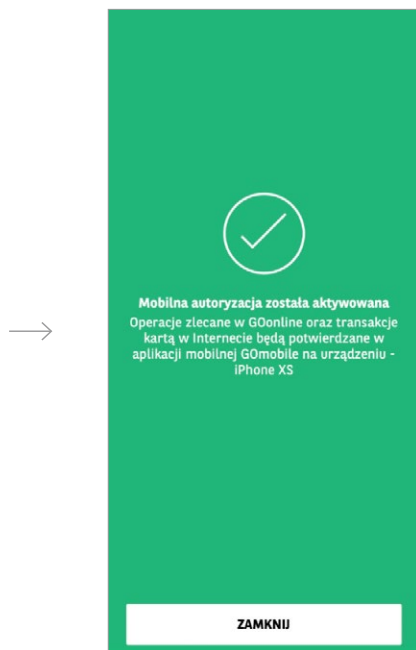 Mobilna autoryzacja została aktywowana
Operacje zlecane w GOonline oraz transakcje
kartą w Internecie będą potwierdzane w
aplikacji mobilnej GOmobile na urządzeniu -
iPhone XS
ZAMKNIJ